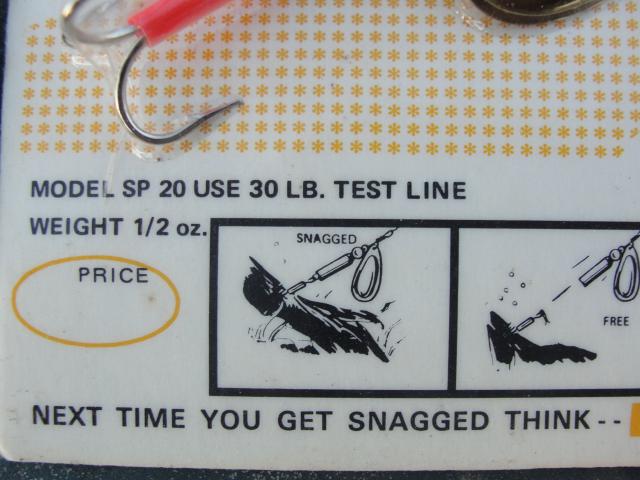 MODEL SP 20 USE 30 LB. TEST LINE
WEIGHT 1/2 oz.
PRICE
SNAGGED
FREE
NEXT TIME YOU GET SNAGGED THINK--